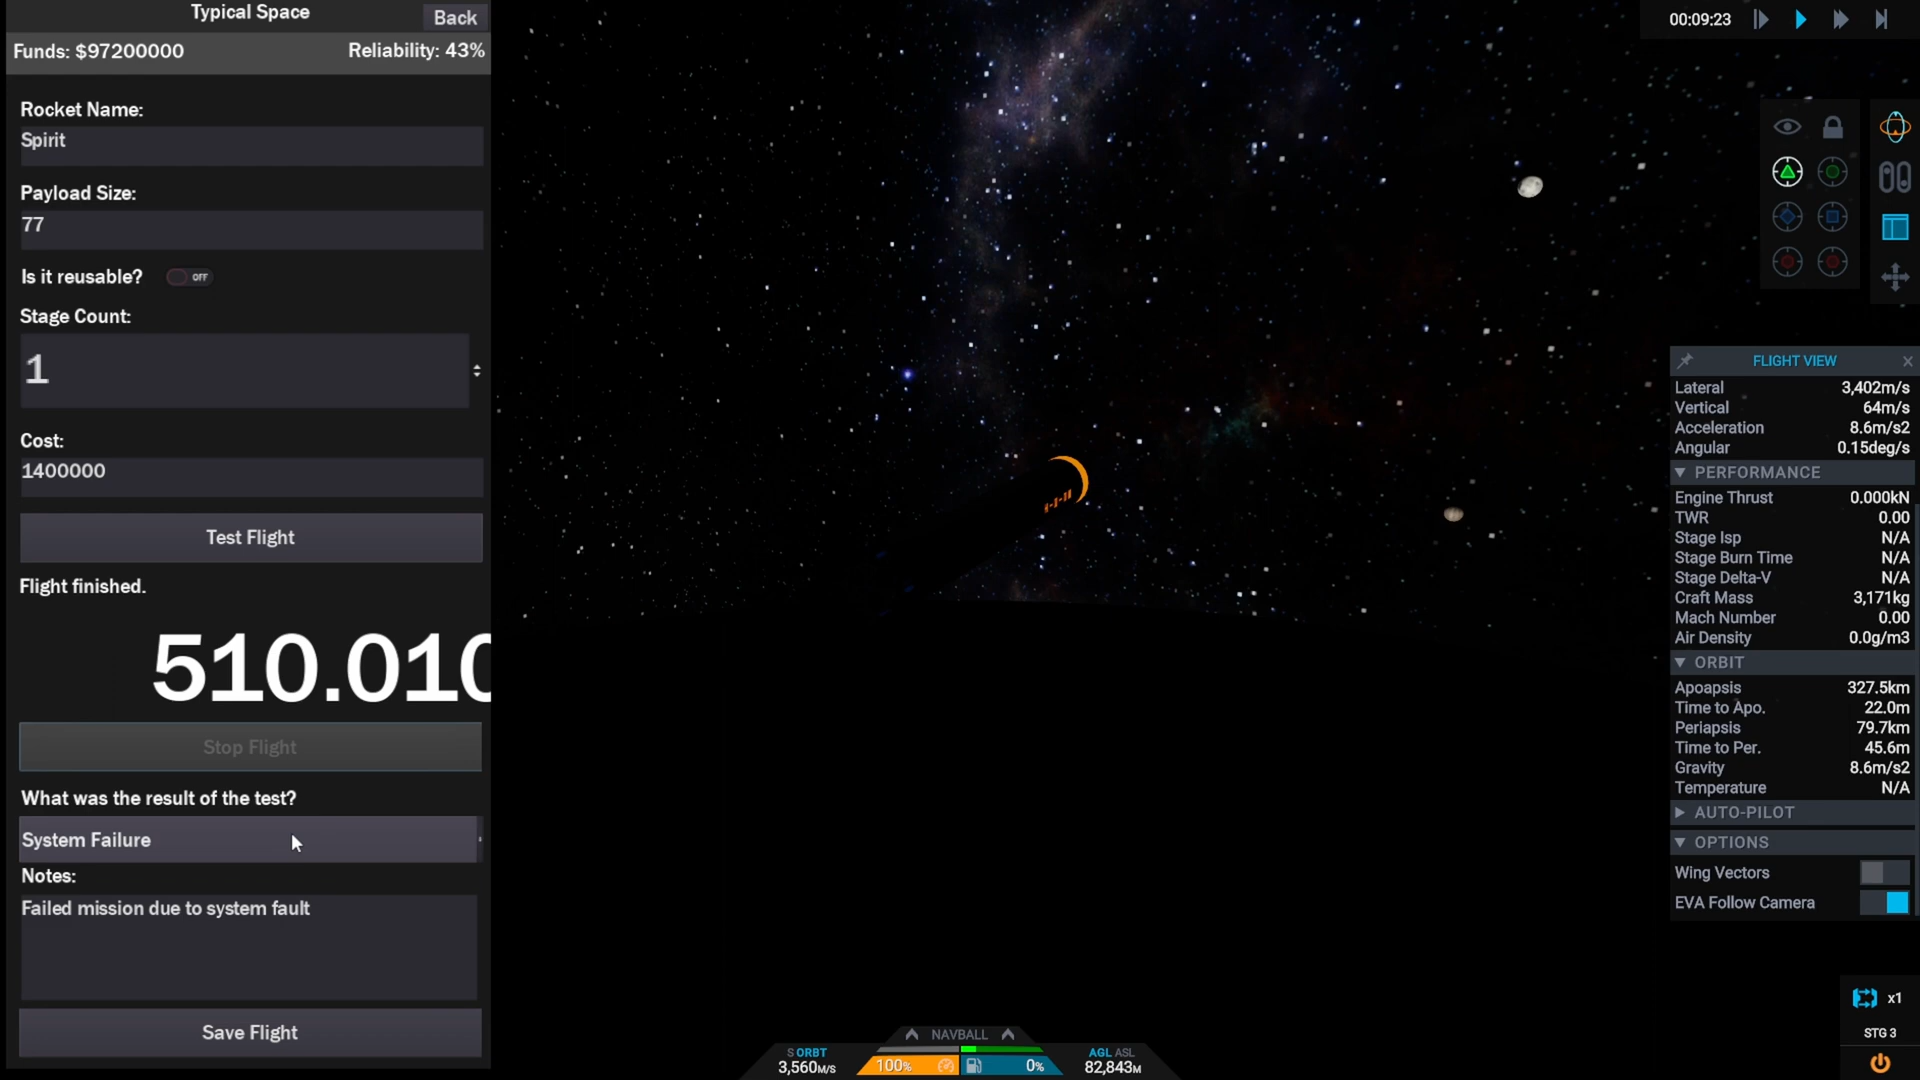 Typical Space
Back
Funds: $97200000
Reliability: 43%
Rocket Name:
Spirit
Payload Size:
77
Is it reusable?
OFF
Stage Count:
1
Cost:
1400000
Test Flight
Flight finished.
510.010
Stop Flight
What was the result of the test?
System Failure
Notes:
Failed mission due to system fault
Save Flight
00:09:23
FLIGHT VIEW
Lateral 3,402m/s
Vertical 64m/s
Acceleration 8.6m/s2
Angular 0.15deg/s
PERFORMANCE
Engine Thrust 0.000kN
TWR 0.00
Stage Isp N/A
Stage Burn Time N/A
Stage Delta-V N/A
Craft Mass 3,171kg
Mach Number 0.00
Air Density 0.0g/m3
ORBIT
Apoapsis 327.5km
Time to Apo. 22.0m
Periapsis 79.7km
Time to Per. 45.6m
Gravity 8.6m/s2
Temperature N/A
AUTO-PILOT
OPTIONS
Wing Vectors
EVA Follow Camera
x1
STG 3
NAVBALL
S ORBT
3,560M/S
100%
0%
AGL ASL
82,843M